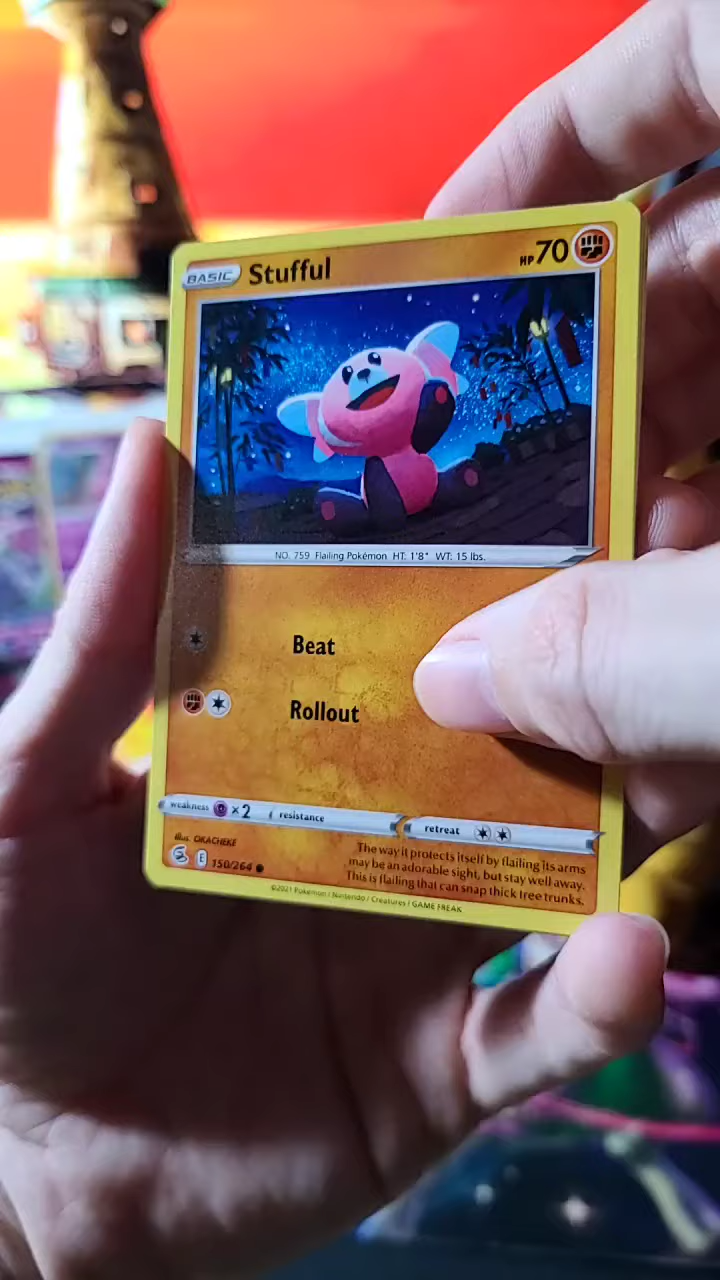 BASIC Stufful HP 70
NO. 759 Flailing Pokémon HT: 1'8" WT: 15 lbs.
Beat
Rollout
weakness ×2 resistance retreat
Illus. OKACHEKE
E 150/264
The way it protects itself by flailing its arms
may be an adorable sight, but stay well away.
This is flailing that can snap thick tree trunks.
©2021 Pokémon / Nintendo / Creatures / GAME FREAK